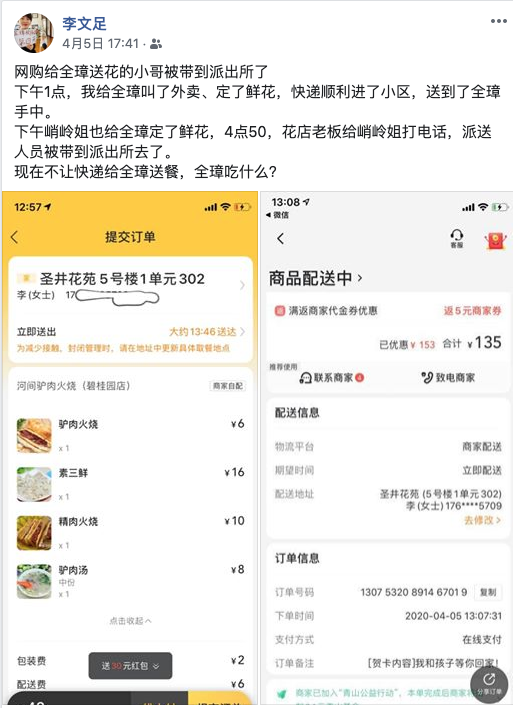 李文足
4月5日 17:41 ·
网购给全璋送花的小哥被带到派出所了
下午1点，我给全璋叫了外卖、定了鲜花，快递顺利进了小区，送到了全璋
手中。
下午峭岭姐也给全璋定了鲜花，4点50，花店老板给峭岭姐打电话，派送
人员被带到派出所去了。
现在不让快递给全璋送餐，全璋吃什么?
12:57
提交订单
圣井花苑5号楼1单元302
李(女士) 17
立即送出
大约13:46送达
为减少接触，封闭管理时，请在地址中更新具体取餐地点
河间驴肉火烧（碧桂园店）
商家自配
驴肉火烧
¥6
x 1
素三鲜
¥16
x 1
精肉火烧
¥10
x 1
驴肉汤
¥8
中份
x 1
点击收起
包装费
¥2
送30元红包
配送费
¥6
13:08
微信
客服
商品配送中
满返商家代金券优惠
返5元商家券
已优惠¥153 合计 ¥135
推荐使用
联系商家 4
致电商家
配送信息
物流平台
商家配送
期望时间
立即配送
配送地址
圣井花苑 (5号楼1单元302)
李(女士)176****5709
去修改
订单信息
订单号码
1307 5320 8914 6701 9
复制
下单时间
2020-04-05 13:07:31
支付方式
在线支付
订单备注
[贺卡内容]我和孩子等你回家!
分享订单
商家已加入“青山公益行动”，本单完成后商家将